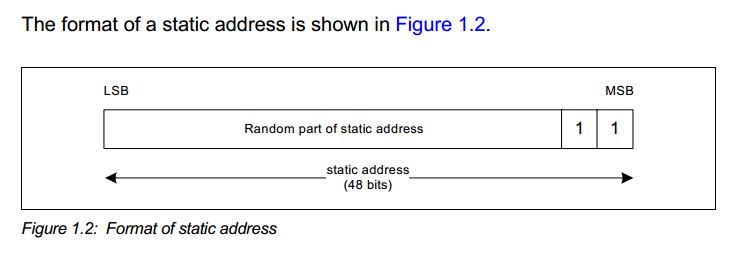 The format of a static address is shown in Figure 1.2.
LSB MSB
Random part of static address 1 1
static address
(48 bits)
Figure 1.2: Format of static address